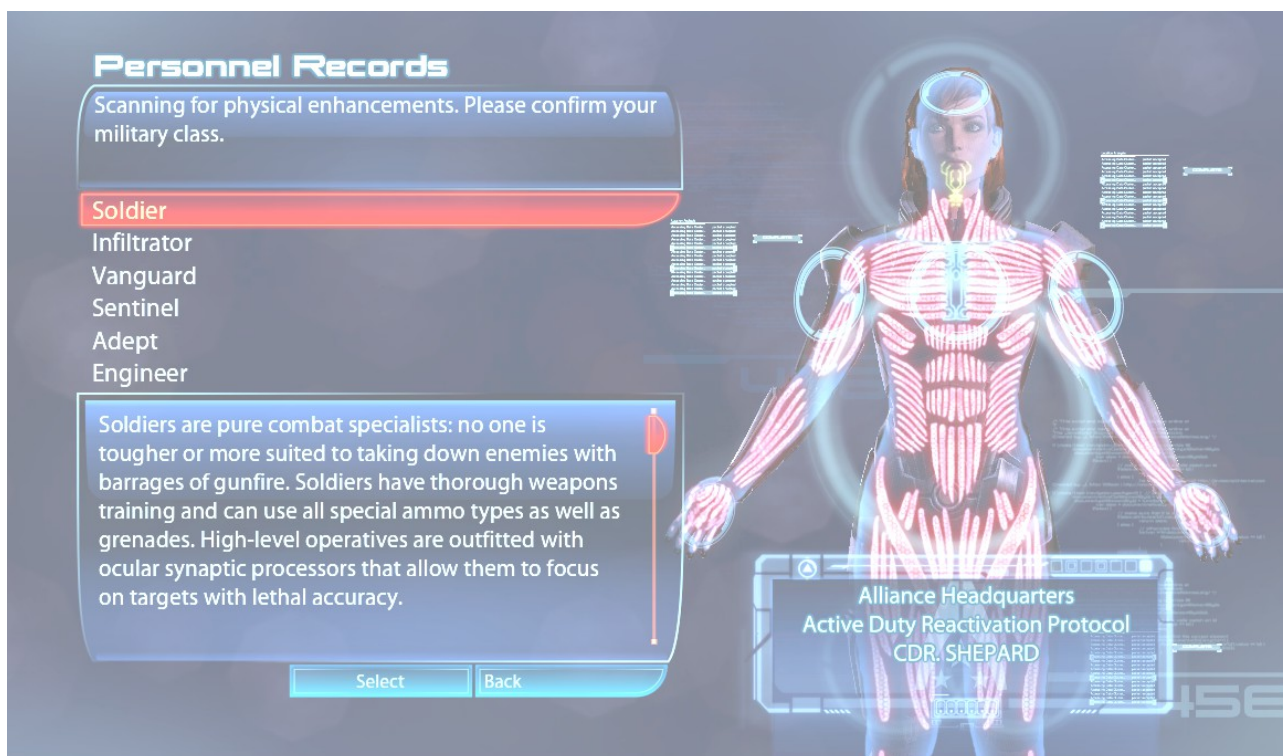 Personnel Records
Scanning for physical enhancements. Please confirm your
military class.
Soldier
Infiltrator
Vanguard
Sentinel
Adept
Engineer
Soldiers are pure combat specialists: no one is
tougher or more suited to taking down enemies with
barrages of gunfire. Soldiers have thorough weapons
training and can use all special ammo types as well as
grenades. High-level operatives are outfitted with
ocular synaptic processors that allow them to focus
on targets with lethal accuracy.
Select
Back
Alliance Headquarters
Active Duty Reactivation Protocol
CDR. SHEPARD
456